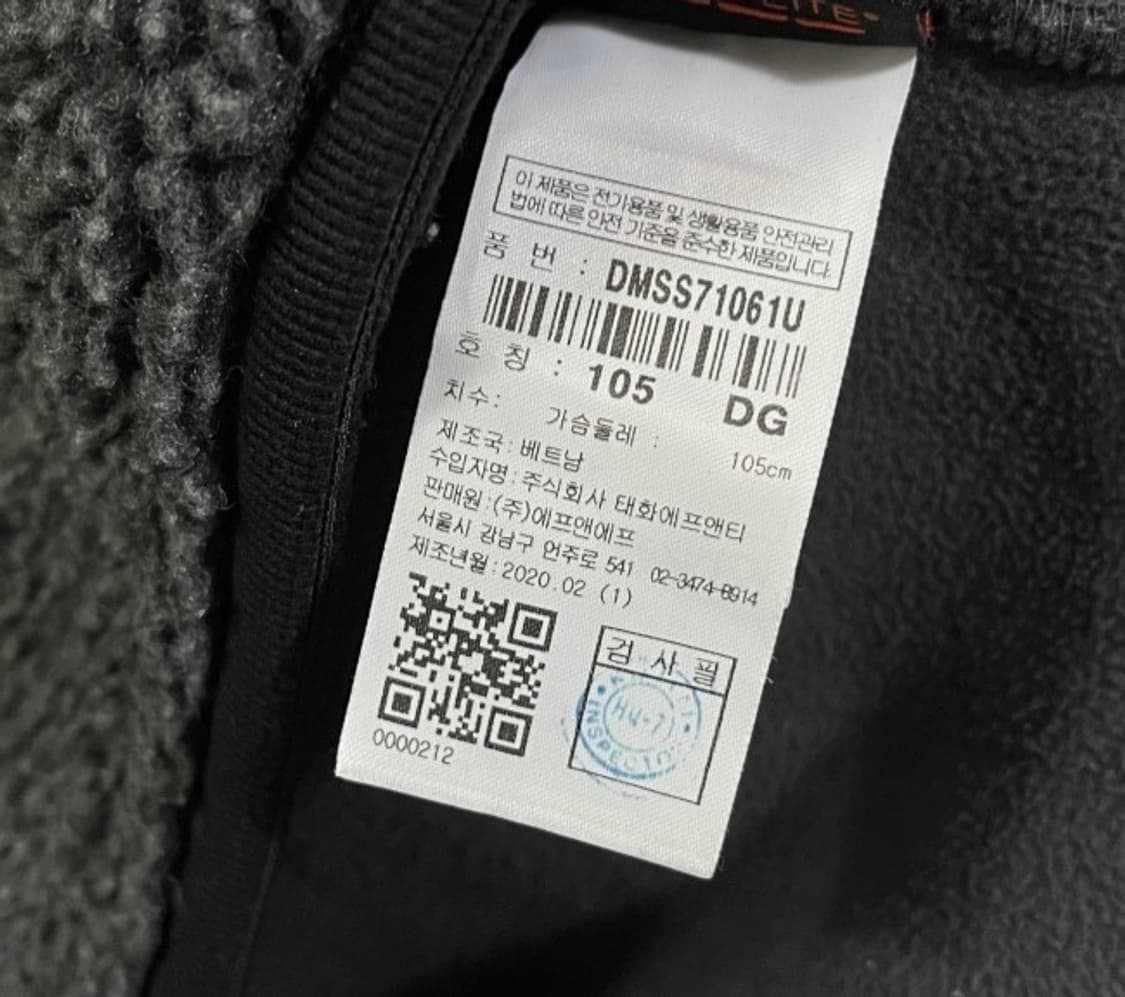 LITE-
이 제품은 전기용품 및 생활용품 안전관리
법에 따른 안전 기준을 준수한 제품입니다.
품 번 : DMSS71061U
호 칭 : 105 DG
치수: 가슴둘레 : 105cm
제조국:베트남
수입자명:주식회사 태화에프앤티
판매원:(주)에프앤에프
서울시 강남구 언주로 541 02-3474-8914
제조년월:2020.02 (1)
0000212
검 사 필
INSPECTION